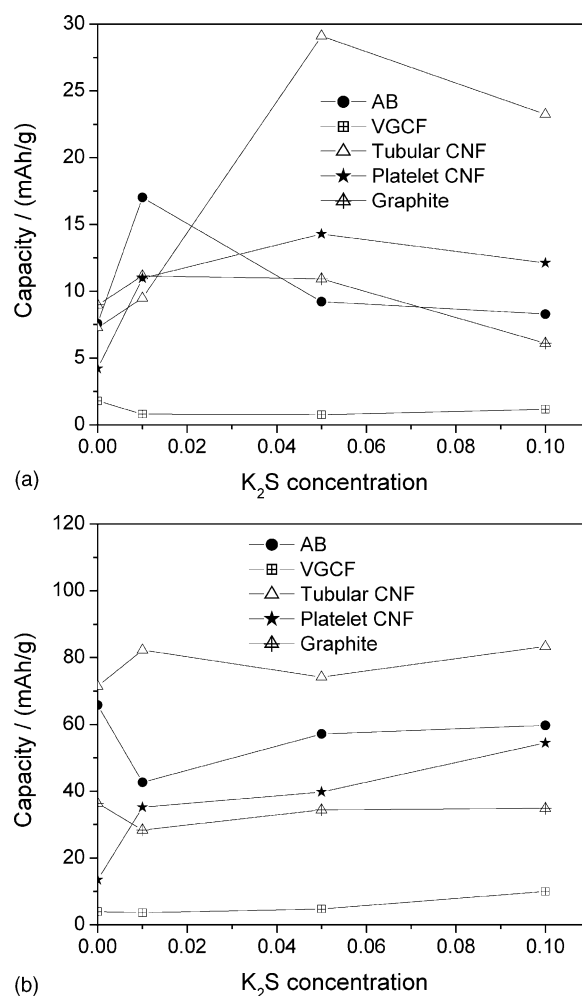 30
25
20
15
10
5
0
Capacity / (mAh/g)
AB
VGCF
Tubular CNF
Platelet CNF
Graphite
0.00 0.02 0.04 0.06 0.08 0.10
K₂S concentration
(a)
120
100
80
60
40
20
0
Capacity / (mAh/g)
AB
VGCF
Tubular CNF
Platelet CNF
Graphite
0.00 0.02 0.04 0.06 0.08 0.10
K₂S concentration
(b)